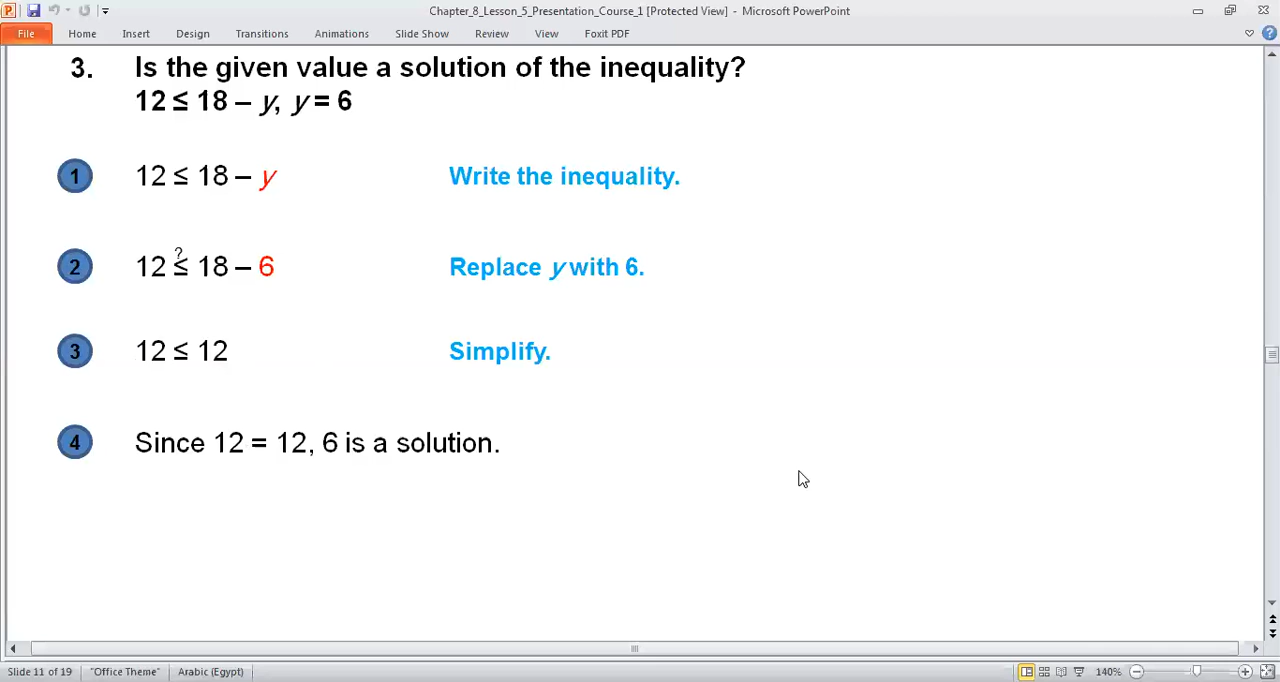 Chapter_8_Lesson_5_Presentation_Course_1 [Protected View] - Microsoft PowerPoint
File Home Insert Design Transitions Animations Slide Show Review View Foxit PDF
3. Is the given value a solution of the inequality?
12 ≤ 18 – y, y = 6
1 12 ≤ 18 – y Write the inequality.
?
2 12 ≤ 18 – 6 Replace y with 6.
3 12 ≤ 12 Simplify.
4 Since 12 = 12, 6 is a solution.
Slide 11 of 19 "Office Theme" Arabic (Egypt) 140%